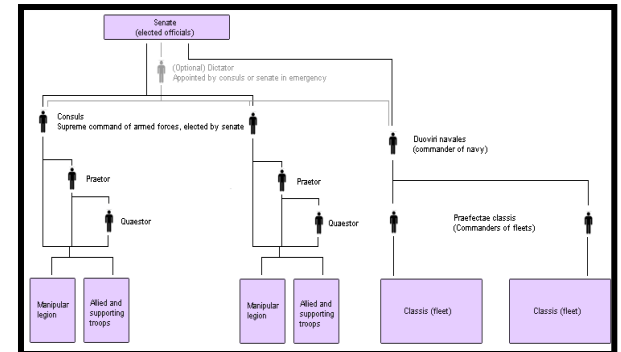 Senate
(elected officials)
(Optional) Dictator
Appointed by consuls or senate in emergency
Consuls
Supreme command of armed forces, elected by senate
Duoviri navales
(commander of navy)
Praetor
Praetor
Quaestor
Quaestor
Praefectae classis
(Commanders of fleets)
Manipular
legion
Allied and
supporting
troops
Manipular
legion
Allied and
supporting
troops
Classis (fleet)
Classis (fleet)